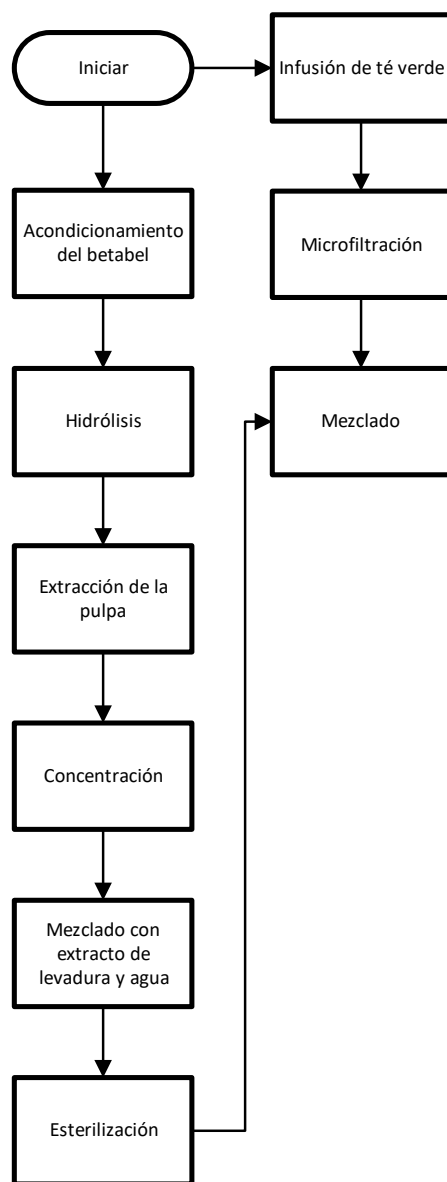 Iniciar
Infusión de té verde
Acondicionamiento
del betabel
Microfiltración
Hidrólisis
Mezclado
Extracción de la
pulpa
Concentración
Mezclado con
extracto de
levadura y agua
Esterilización